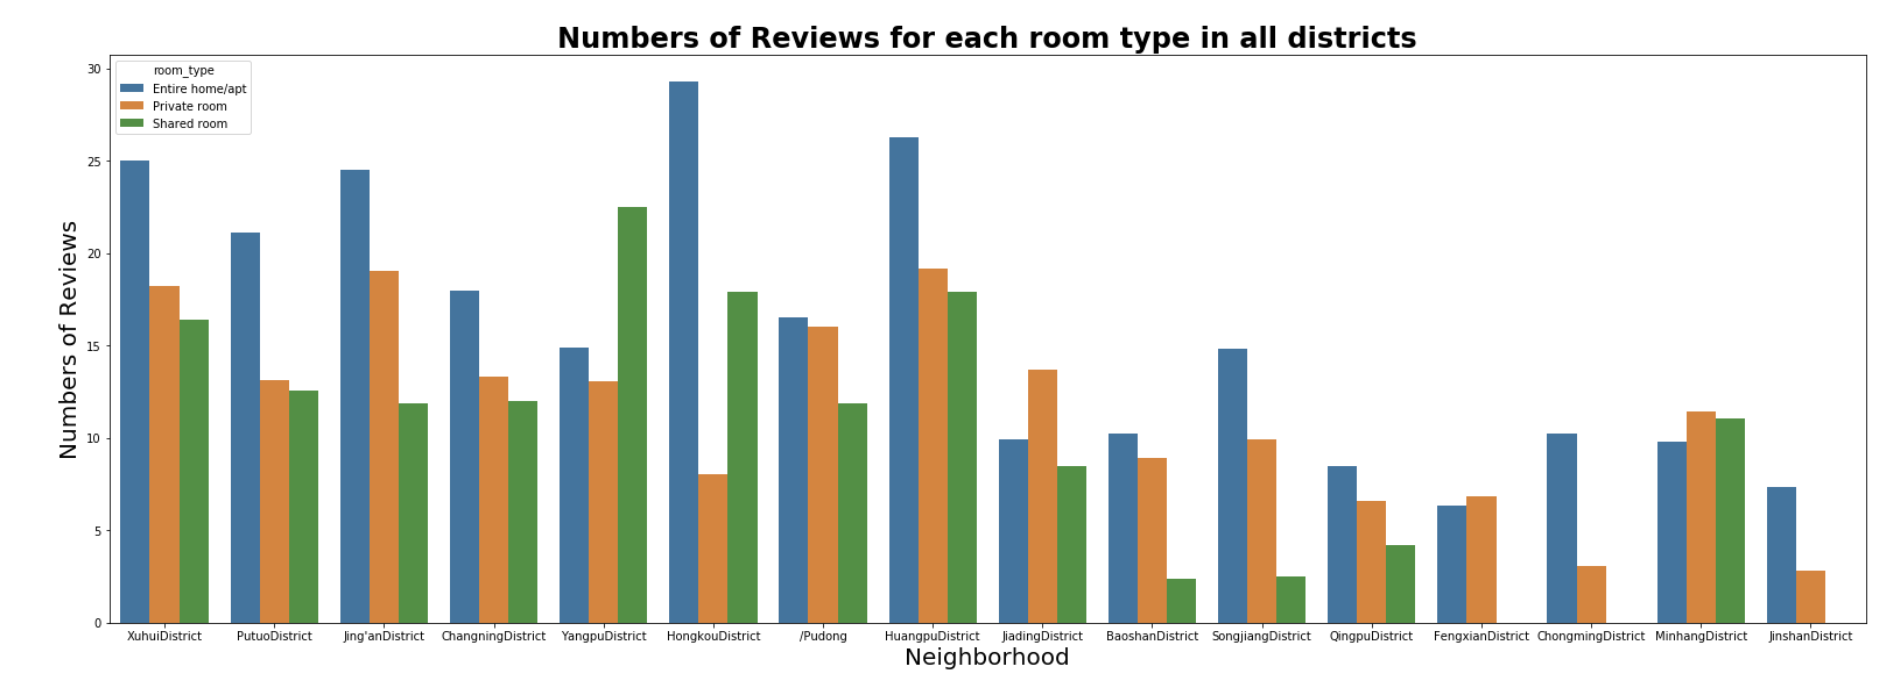 Numbers of Reviews for each room type in all districts
room_type
Entire home/apt
Private room
Shared room
30
25
20
15
10
5
0
Numbers of Reviews
XuhuiDistrict PutuoDistrict Jing'anDistrict ChangningDistrict YangpuDistrict HongkouDistrict /Pudong HuangpuDistrict JiadingDistrict BaoshanDistrict SongjiangDistrict QingpuDistrict FengxianDistrict ChongmingDistrict MinhangDistrict JinshanDistrict
Neighborhood